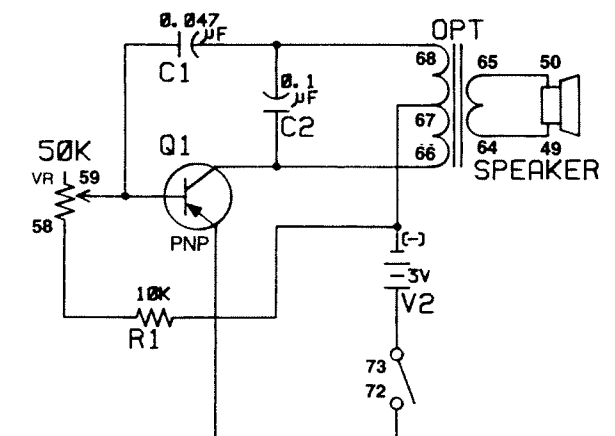 0.047
μF
C1
OPT
68
65
50
0.1
μF
C2
67
66
64
49
SPEAKER
50K
VR
59
58
Q1
PNP
(-)
3V
V2
10K
R1
73
72